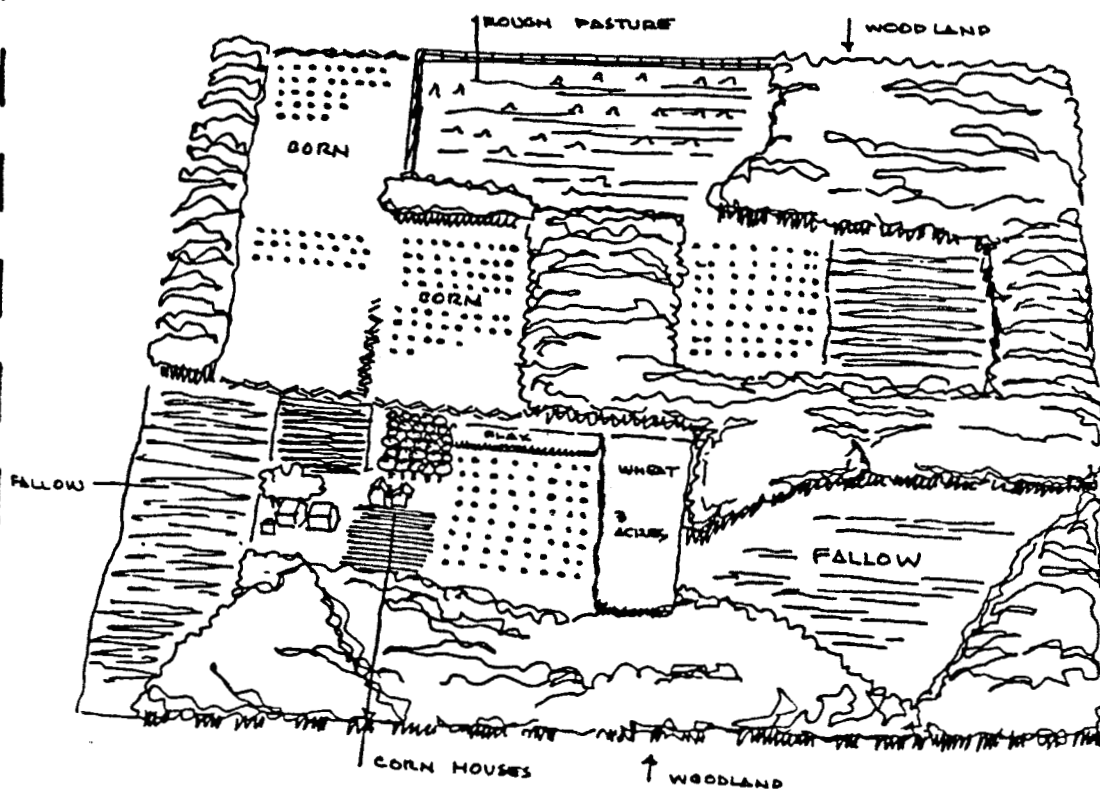 ROUGH PASTURE
WOODLAND
BORN
BORN
FLAX
WHEAT
3
ACRES
FALLOW
FALLOW
CORN HOUSES
WOODLAND